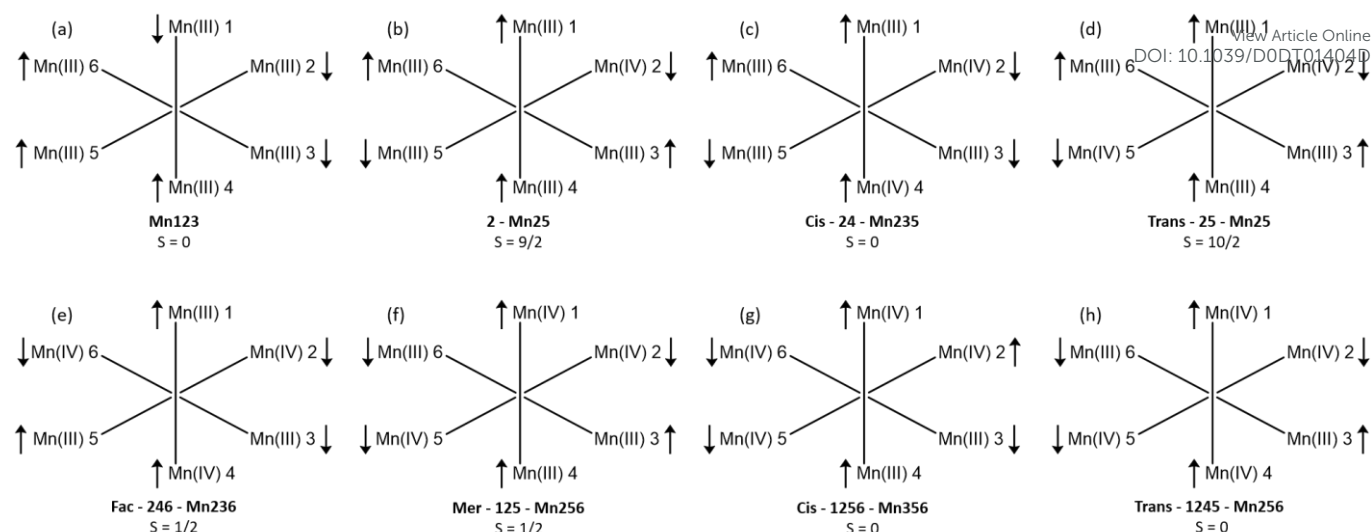 (a)
Mn(III) 1
Mn(III) 6
Mn(III) 2
Mn(III) 5
Mn(III) 3
Mn(III) 4
Mn123
S = 0
(b)
Mn(III) 1
Mn(III) 6
Mn(IV) 2
Mn(III) 5
Mn(III) 3
Mn(III) 4
2 - Mn25
S = 9/2
(c)
Mn(III) 1
Mn(III) 6
Mn(IV) 2
Mn(III) 5
Mn(III) 3
Mn(IV) 4
Cis - 24 - Mn235
S = 0
(d)
Mn(III) 1
View Article Online
DOI: 10.1039/D0DT01404D
Mn(III) 6
Mn(IV) 2
Mn(IV) 5
Mn(III) 3
Mn(III) 4
Trans - 25 - Mn25
S = 10/2
(e)
Mn(III) 1
Mn(IV) 6
Mn(IV) 2
Mn(III) 5
Mn(III) 3
Mn(IV) 4
Fac - 246 - Mn236
S = 1/2
(f)
Mn(IV) 1
Mn(III) 6
Mn(IV) 2
Mn(IV) 5
Mn(III) 3
Mn(III) 4
Mer - 125 - Mn256
S = 1/2
(g)
Mn(IV) 1
Mn(IV) 6
Mn(IV) 2
Mn(IV) 5
Mn(III) 3
Mn(III) 4
Cis - 1256 - Mn356
S = 0
(h)
Mn(IV) 1
Mn(III) 6
Mn(IV) 2
Mn(IV) 5
Mn(III) 3
Mn(IV) 4
Trans - 1245 - Mn256
S = 0